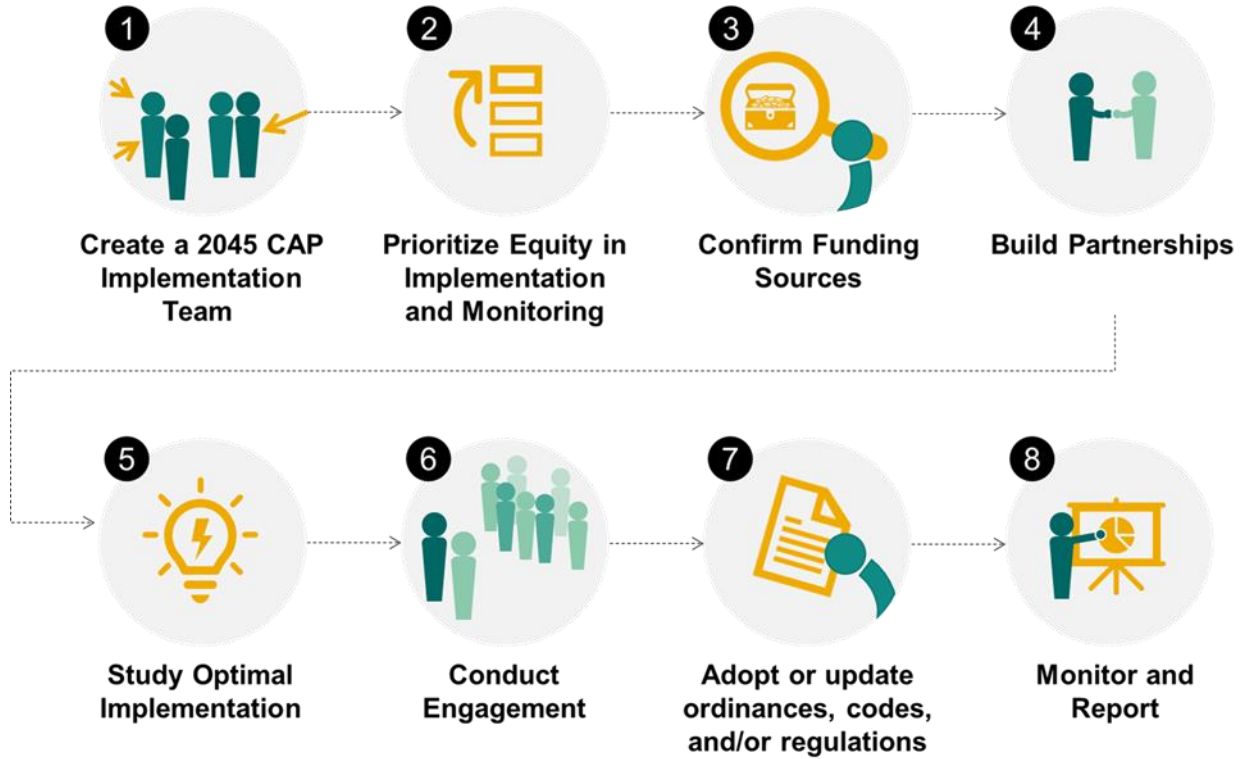 1
Create a 2045 CAP
Implementation
Team
2
Prioritize Equity in
Implementation
and Monitoring
3
Confirm Funding
Sources
4
Build Partnerships
5
Study Optimal
Implementation
6
Conduct
Engagement
7
Adopt or update
ordinances, codes,
and/or regulations
8
Monitor and
Report